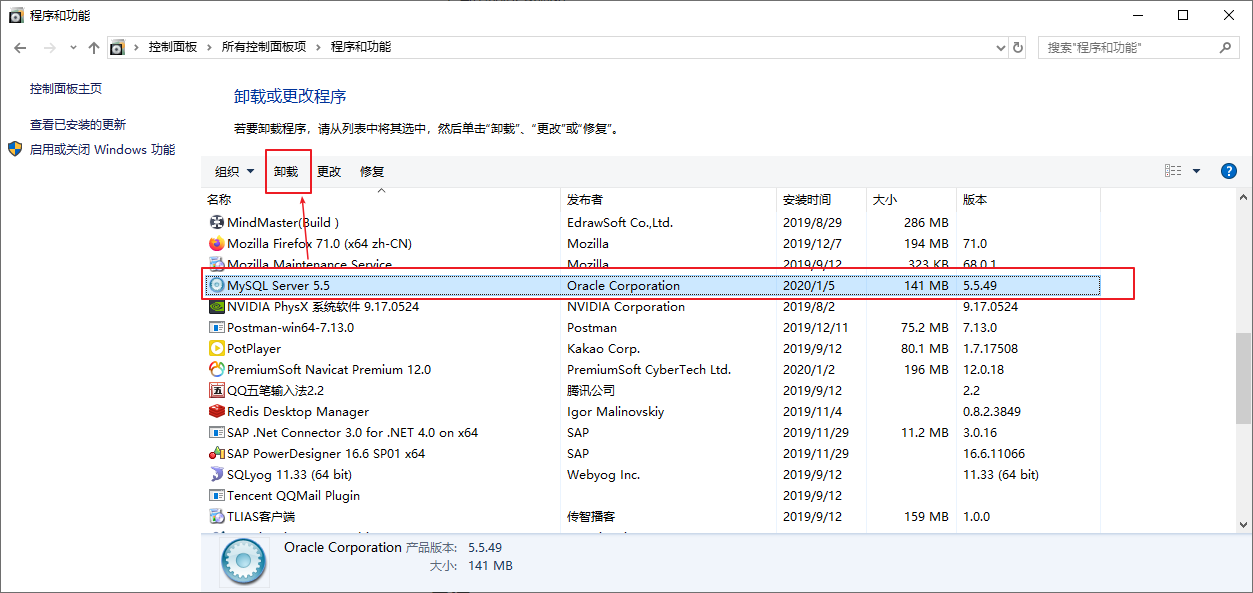 程序和功能
控制面板 › 所有控制面板项 › 程序和功能
搜索"程序和功能"
控制面板主页
查看已安装的更新
启用或关闭 Windows 功能
卸载或更改程序
若要卸载程序，请从列表中将其选中，然后单击“卸载”、“更改”或“修复”。
组织 卸载 更改 修复
名称 发布者 安装时间 大小 版本
MindMaster(Build ) EdrawSoft Co.,Ltd. 2019/8/29 286 MB
Mozilla Firefox 71.0 (x64 zh-CN) Mozilla 2019/12/7 194 MB 71.0
Mozilla Maintenance Service Mozilla 2019/9/12 323 KB 68.0.1
MySQL Server 5.5 Oracle Corporation 2020/1/5 141 MB 5.5.49
NVIDIA PhysX 系统软件 9.17.0524 NVIDIA Corporation 2019/8/2 9.17.0524
Postman-win64-7.13.0 Postman 2019/12/11 75.2 MB 7.13.0
PotPlayer Kakao Corp. 2019/9/12 80.1 MB 1.7.17508
PremiumSoft Navicat Premium 12.0 PremiumSoft CyberTech Ltd. 2020/1/2 196 MB 12.0.18
QQ五笔输入法2.2 腾讯公司 2019/9/12 2.2
Redis Desktop Manager Igor Malinovskiy 2019/11/4 0.8.2.3849
SAP .Net Connector 3.0 for .NET 4.0 on x64 SAP 2019/11/29 11.2 MB 3.0.16
SAP PowerDesigner 16.6 SP01 x64 SAP 2019/11/29 16.6.11066
SQLyog 11.33 (64 bit) Webyog Inc. 2019/9/12 11.33 (64 bit)
Tencent QQMail Plugin 2019/9/12
TLIAS客户端 传智播客 2019/9/12 159 MB 1.0.0
Oracle Corporation 产品版本: 5.5.49
大小: 141 MB